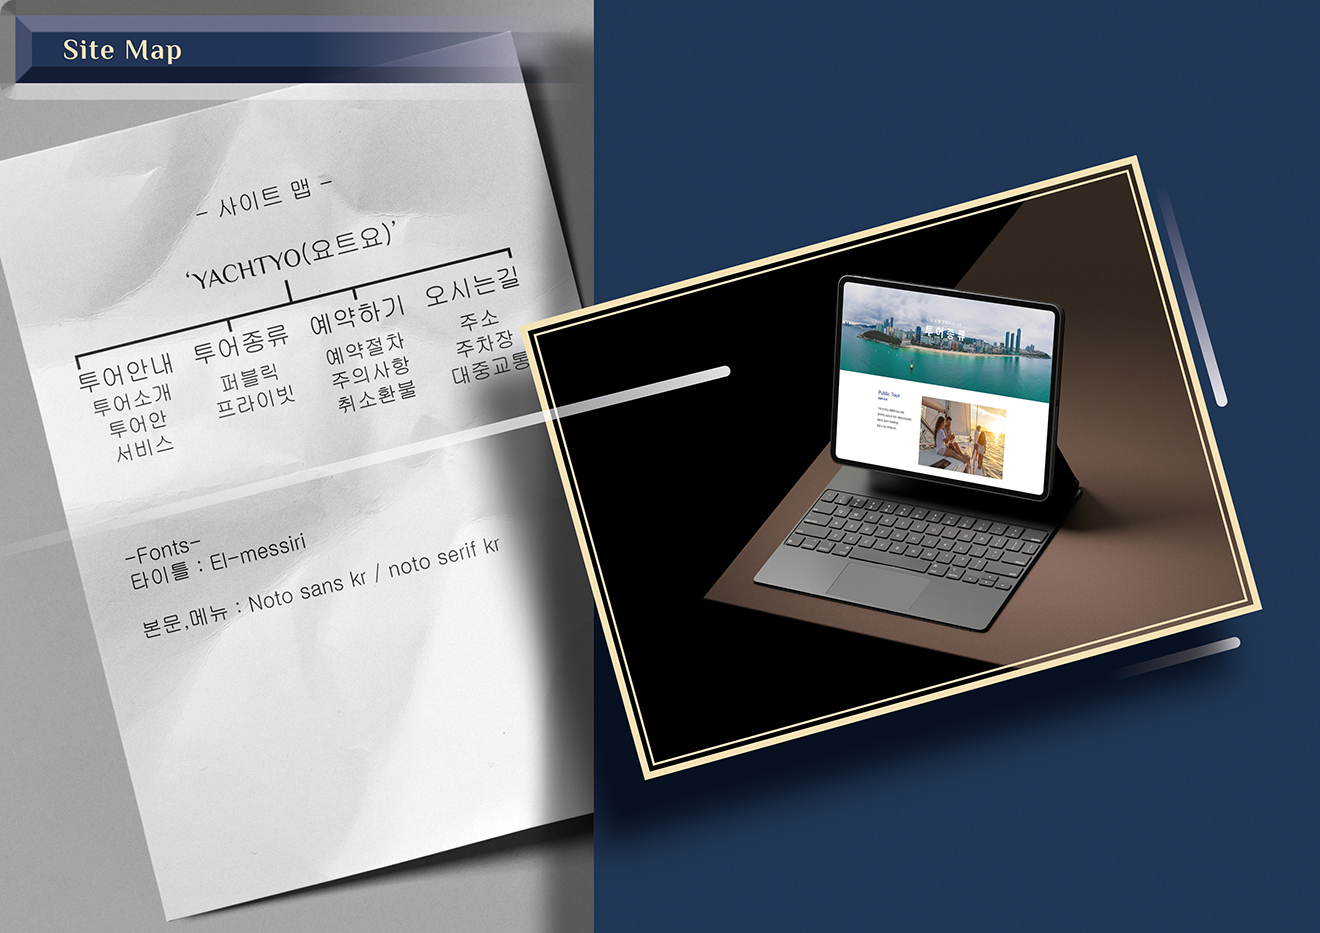 Site Map
- 사이트 맵 -
‘YACHTYO(요트요)’
투어안내
투어소개
투어안
서비스
투어종류
퍼블릭
프라이빗
예약하기
예약절차
주의사항
취소환불
오시는길
주소
주차장
대중교통
-Fonts-
타이틀 : El-messiri
본문,메뉴 : Noto sans kr / noto serif kr
투어종류
Public Tour